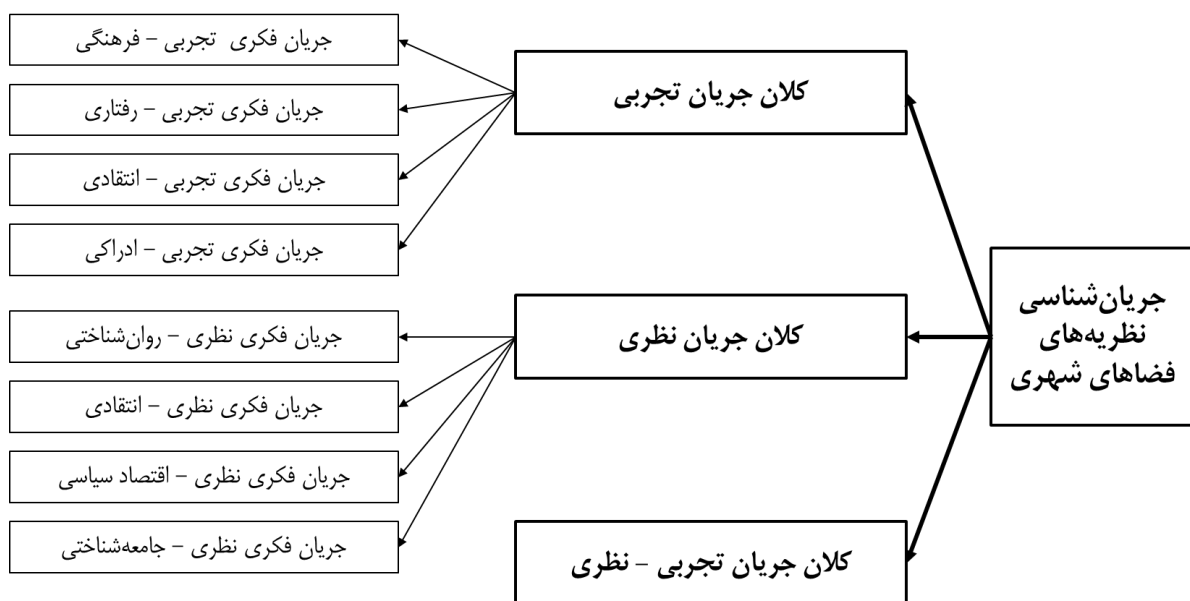 جریان‌شناسی
نظریه‌های
فضاهای شهری
کلان جریان تجربی
جریان فکری تجربی – فرهنگی
جریان فکری تجربی – رفتاری
جریان فکری تجربی – انتقادی
جریان فکری تجربی – ادراکی
کلان جریان نظری
جریان فکری نظری – روان‌شناختی
جریان فکری نظری – انتقادی
جریان فکری نظری – اقتصاد سیاسی
جریان فکری نظری – جامعه‌شناختی
کلان جریان تجربی – نظری